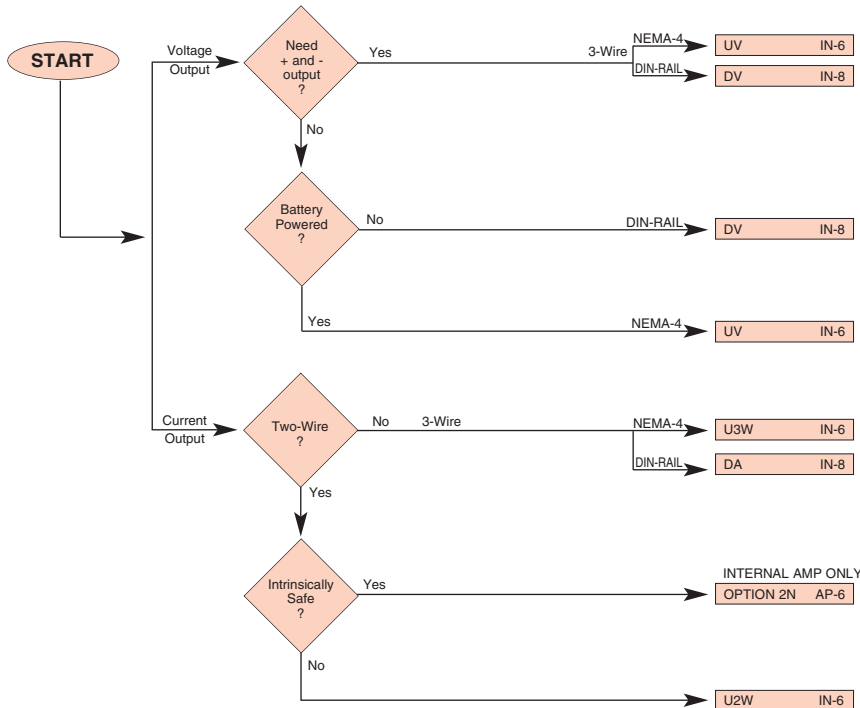 START
Voltage
Output
Need
+ and -
output
?
Yes
3-Wire
NEMA-4
UV IN-6
DIN-RAIL
DV IN-8
No
Battery
Powered
?
No
DIN-RAIL
DV IN-8
Yes
NEMA-4
UV IN-6
Current
Output
Two-Wire
?
No 3-Wire
NEMA-4
U3W IN-6
DIN-RAIL
DA IN-8
Yes
Intrinsically
Safe
?
Yes
INTERNAL AMP ONLY
OPTION 2N AP-6
No
U2W IN-6